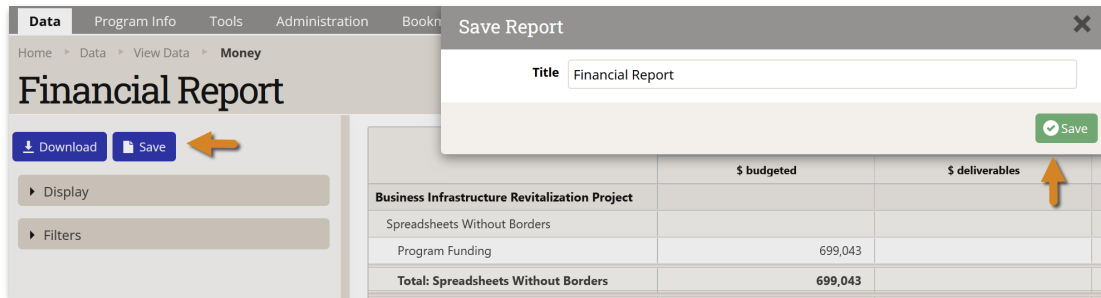 Data Program Info Tools Administration
Home Data View Data Money
Financial Report
Download Save
Display
Filters
Save Report
Title Financial Report
Save
$ budgeted $ deliverables
Business Infrastructure Revitalization Project
Spreadsheets Without Borders
Program Funding 699,043
Total: Spreadsheets Without Borders 699,043